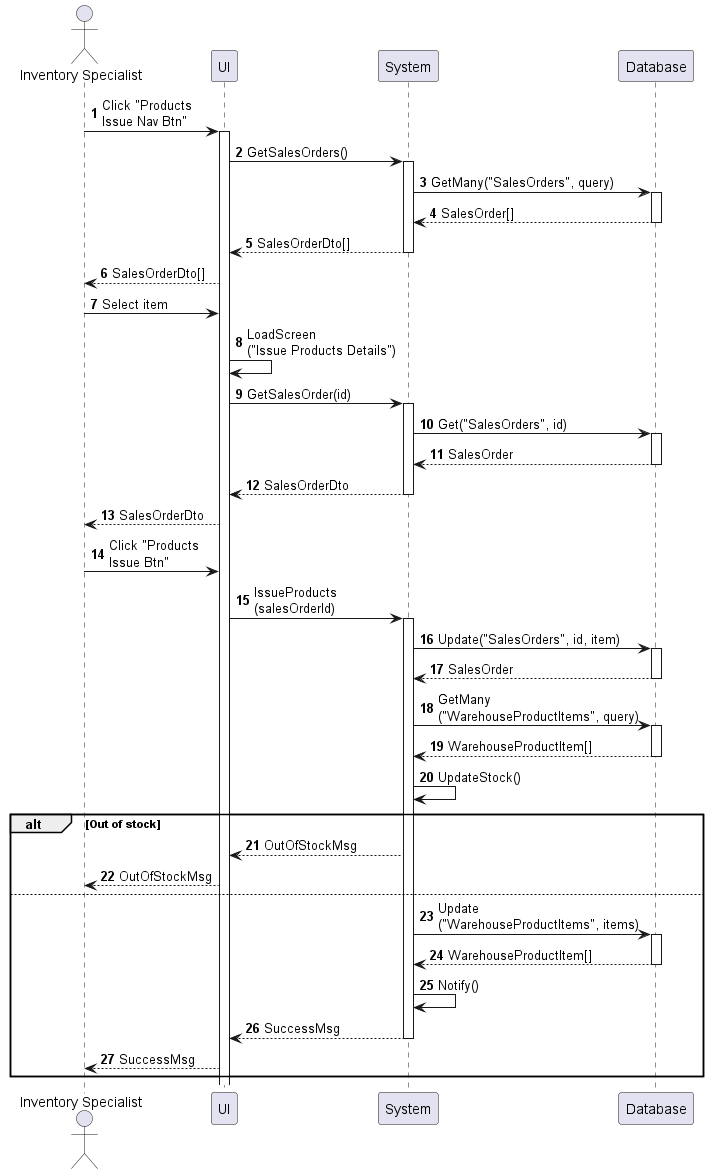 Inventory Specialist
UI
System
Database
1 Click "Products
Issue Nav Btn"
2 GetSalesOrders()
3 GetMany("SalesOrders", query)
4 SalesOrder[]
5 SalesOrderDto[]
6 SalesOrderDto[]
7 Select item
8 LoadScreen
("Issue Products Details")
9 GetSalesOrder(id)
10 Get("SalesOrders", id)
11 SalesOrder
12 SalesOrderDto
13 SalesOrderDto
14 Click "Products
Issue Btn"
15 IssueProducts
(salesOrderId)
16 Update("SalesOrders", id, item)
17 SalesOrder
18 GetMany
("WarehouseProductItems", query)
19 WarehouseProductItem[]
20 UpdateStock()
alt [Out of stock]
21 OutOfStockMsg
22 OutOfStockMsg
23 Update
("WarehouseProductItems", items)
24 WarehouseProductItem[]
25 Notify()
26 SuccessMsg
27 SuccessMsg
Inventory Specialist
UI
System
Database